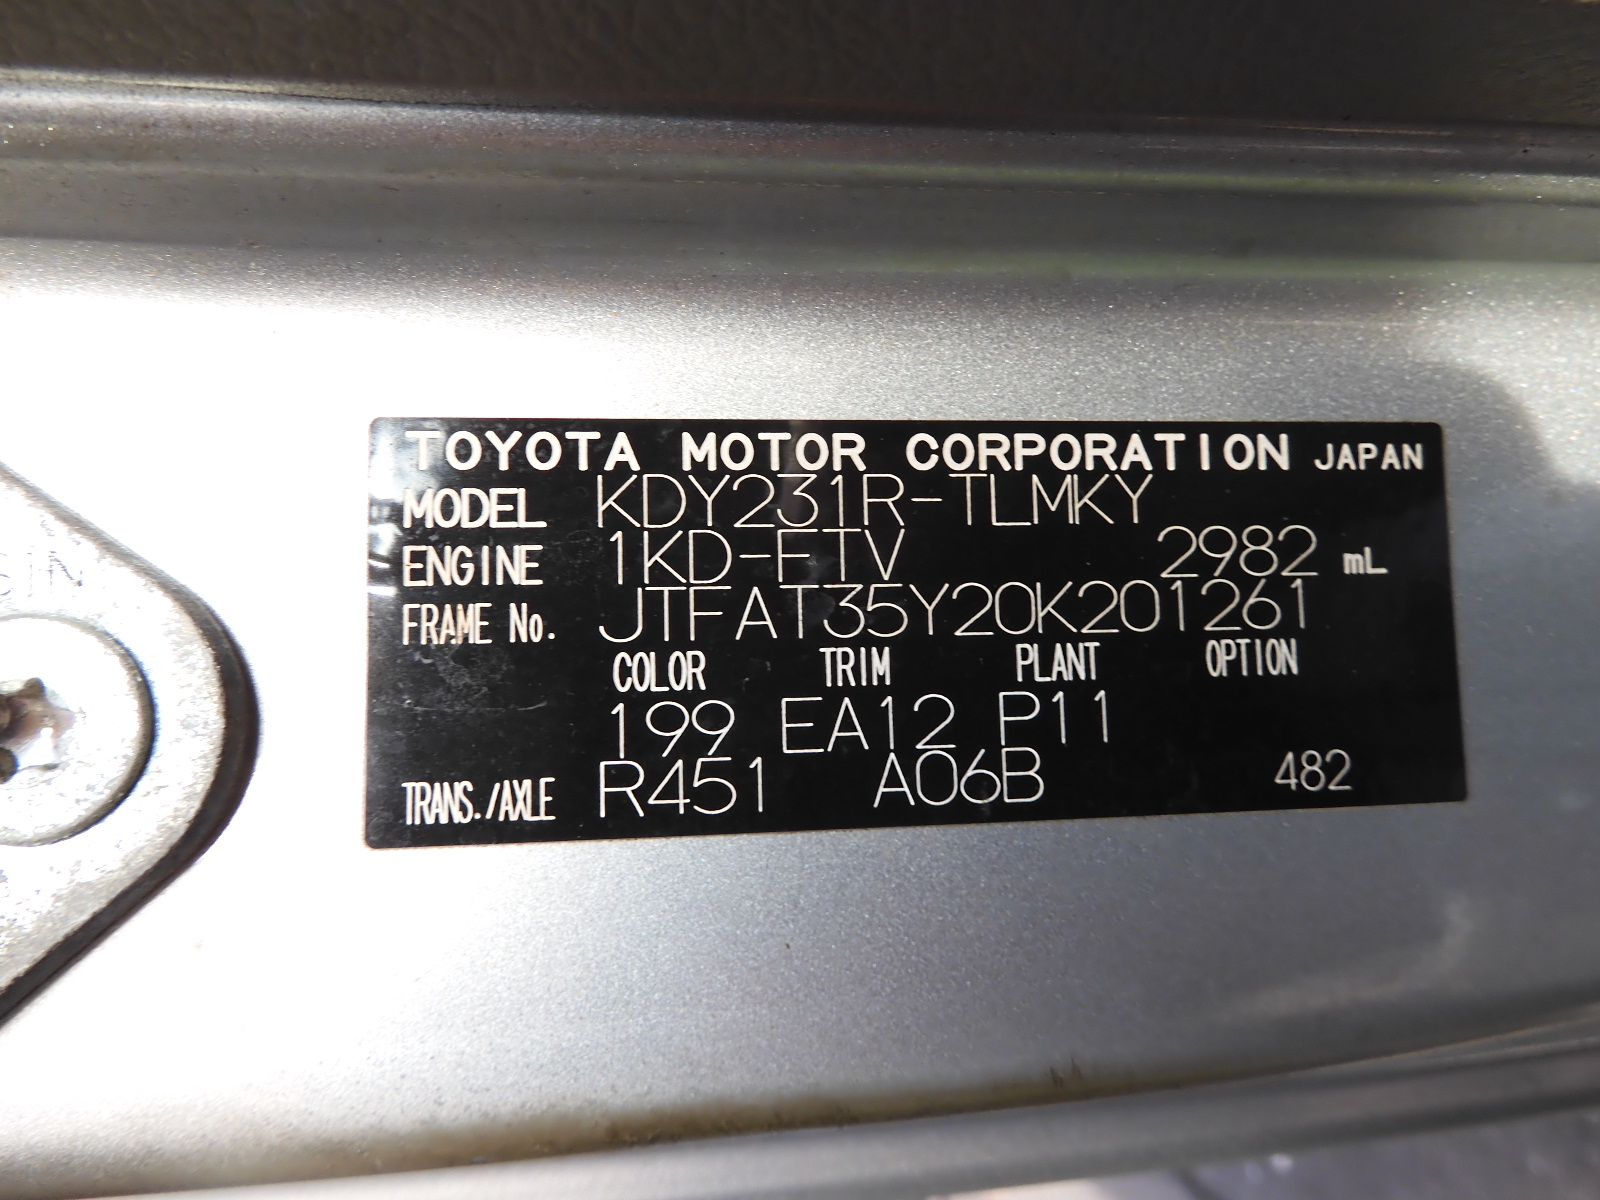 TOYOTA MOTOR CORPORATION JAPAN
MODEL KDY231R-TLMKY
ENGINE 1KD-FTV 2982 mL
FRAME No. JTFAT35Y20K201261
COLOR TRIM PLANT OPTION
199 EA12 P11
TRANS./AXLE R451 A06B 482